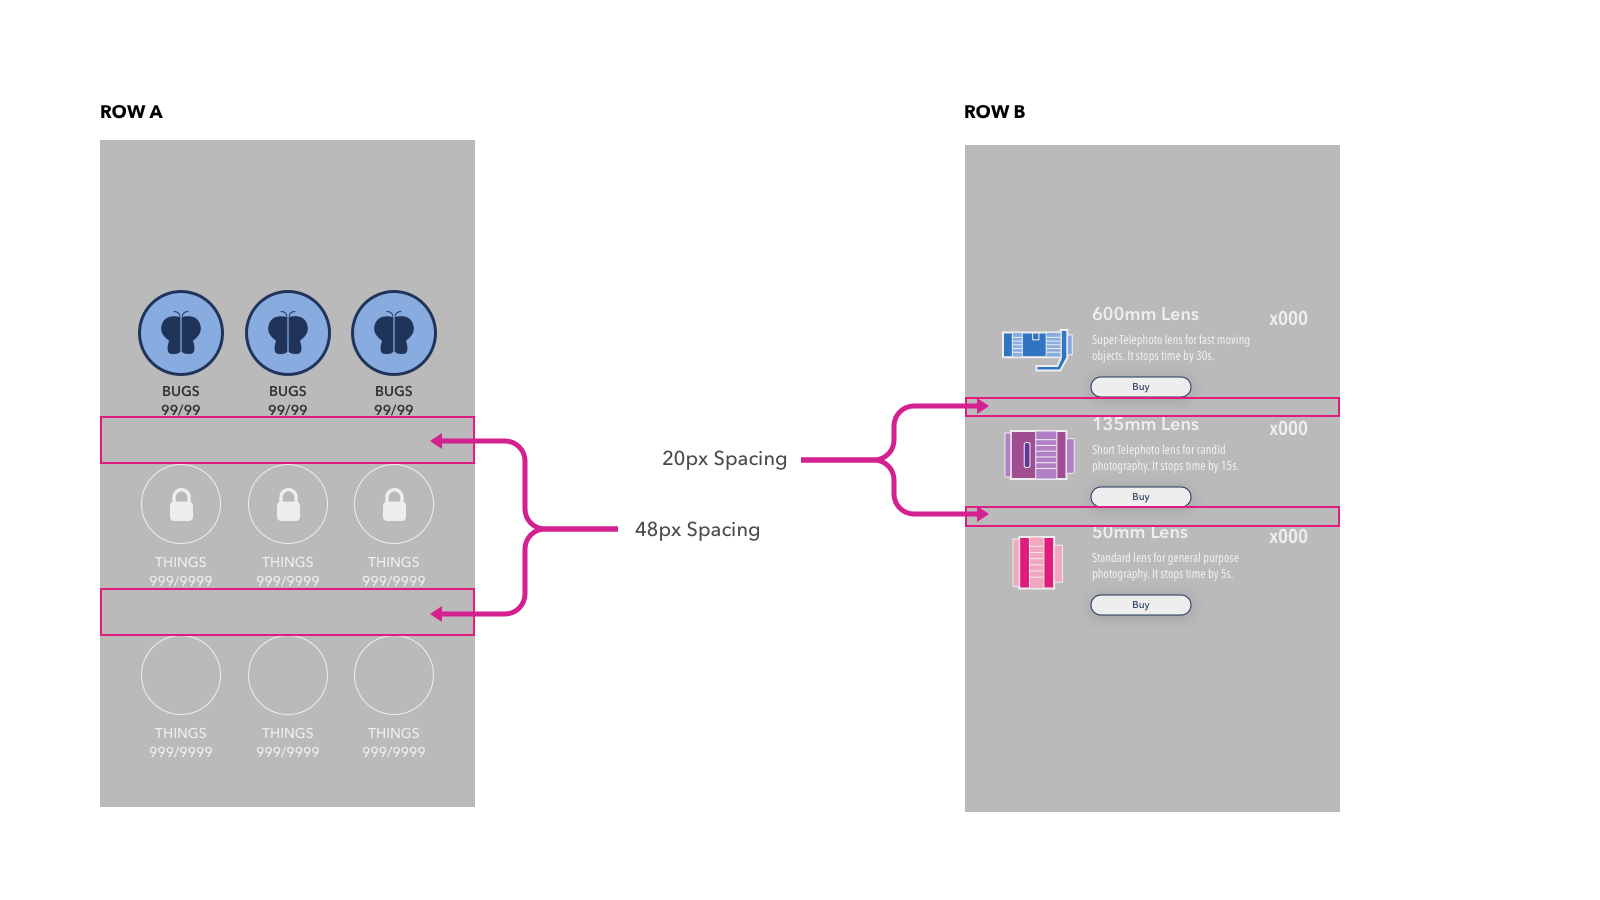 ROW A
BUGS BUGS BUGS
99/99 99/99 99/99
THINGS THINGS THINGS
999/9999 999/9999 999/9999
THINGS THINGS THINGS
999/9999 999/9999 999/9999
48px Spacing
20px Spacing
ROW B
600mm Lens
x000
Super-Telephoto lens for fast moving
objects. It stops time by 30s.
Buy
135mm Lens
x000
Short Telephoto lens for candid
photography. It stops time by 15s.
Buy
50mm Lens
x000
Standard lens for general purpose
photography. It stops time by 5s.
Buy